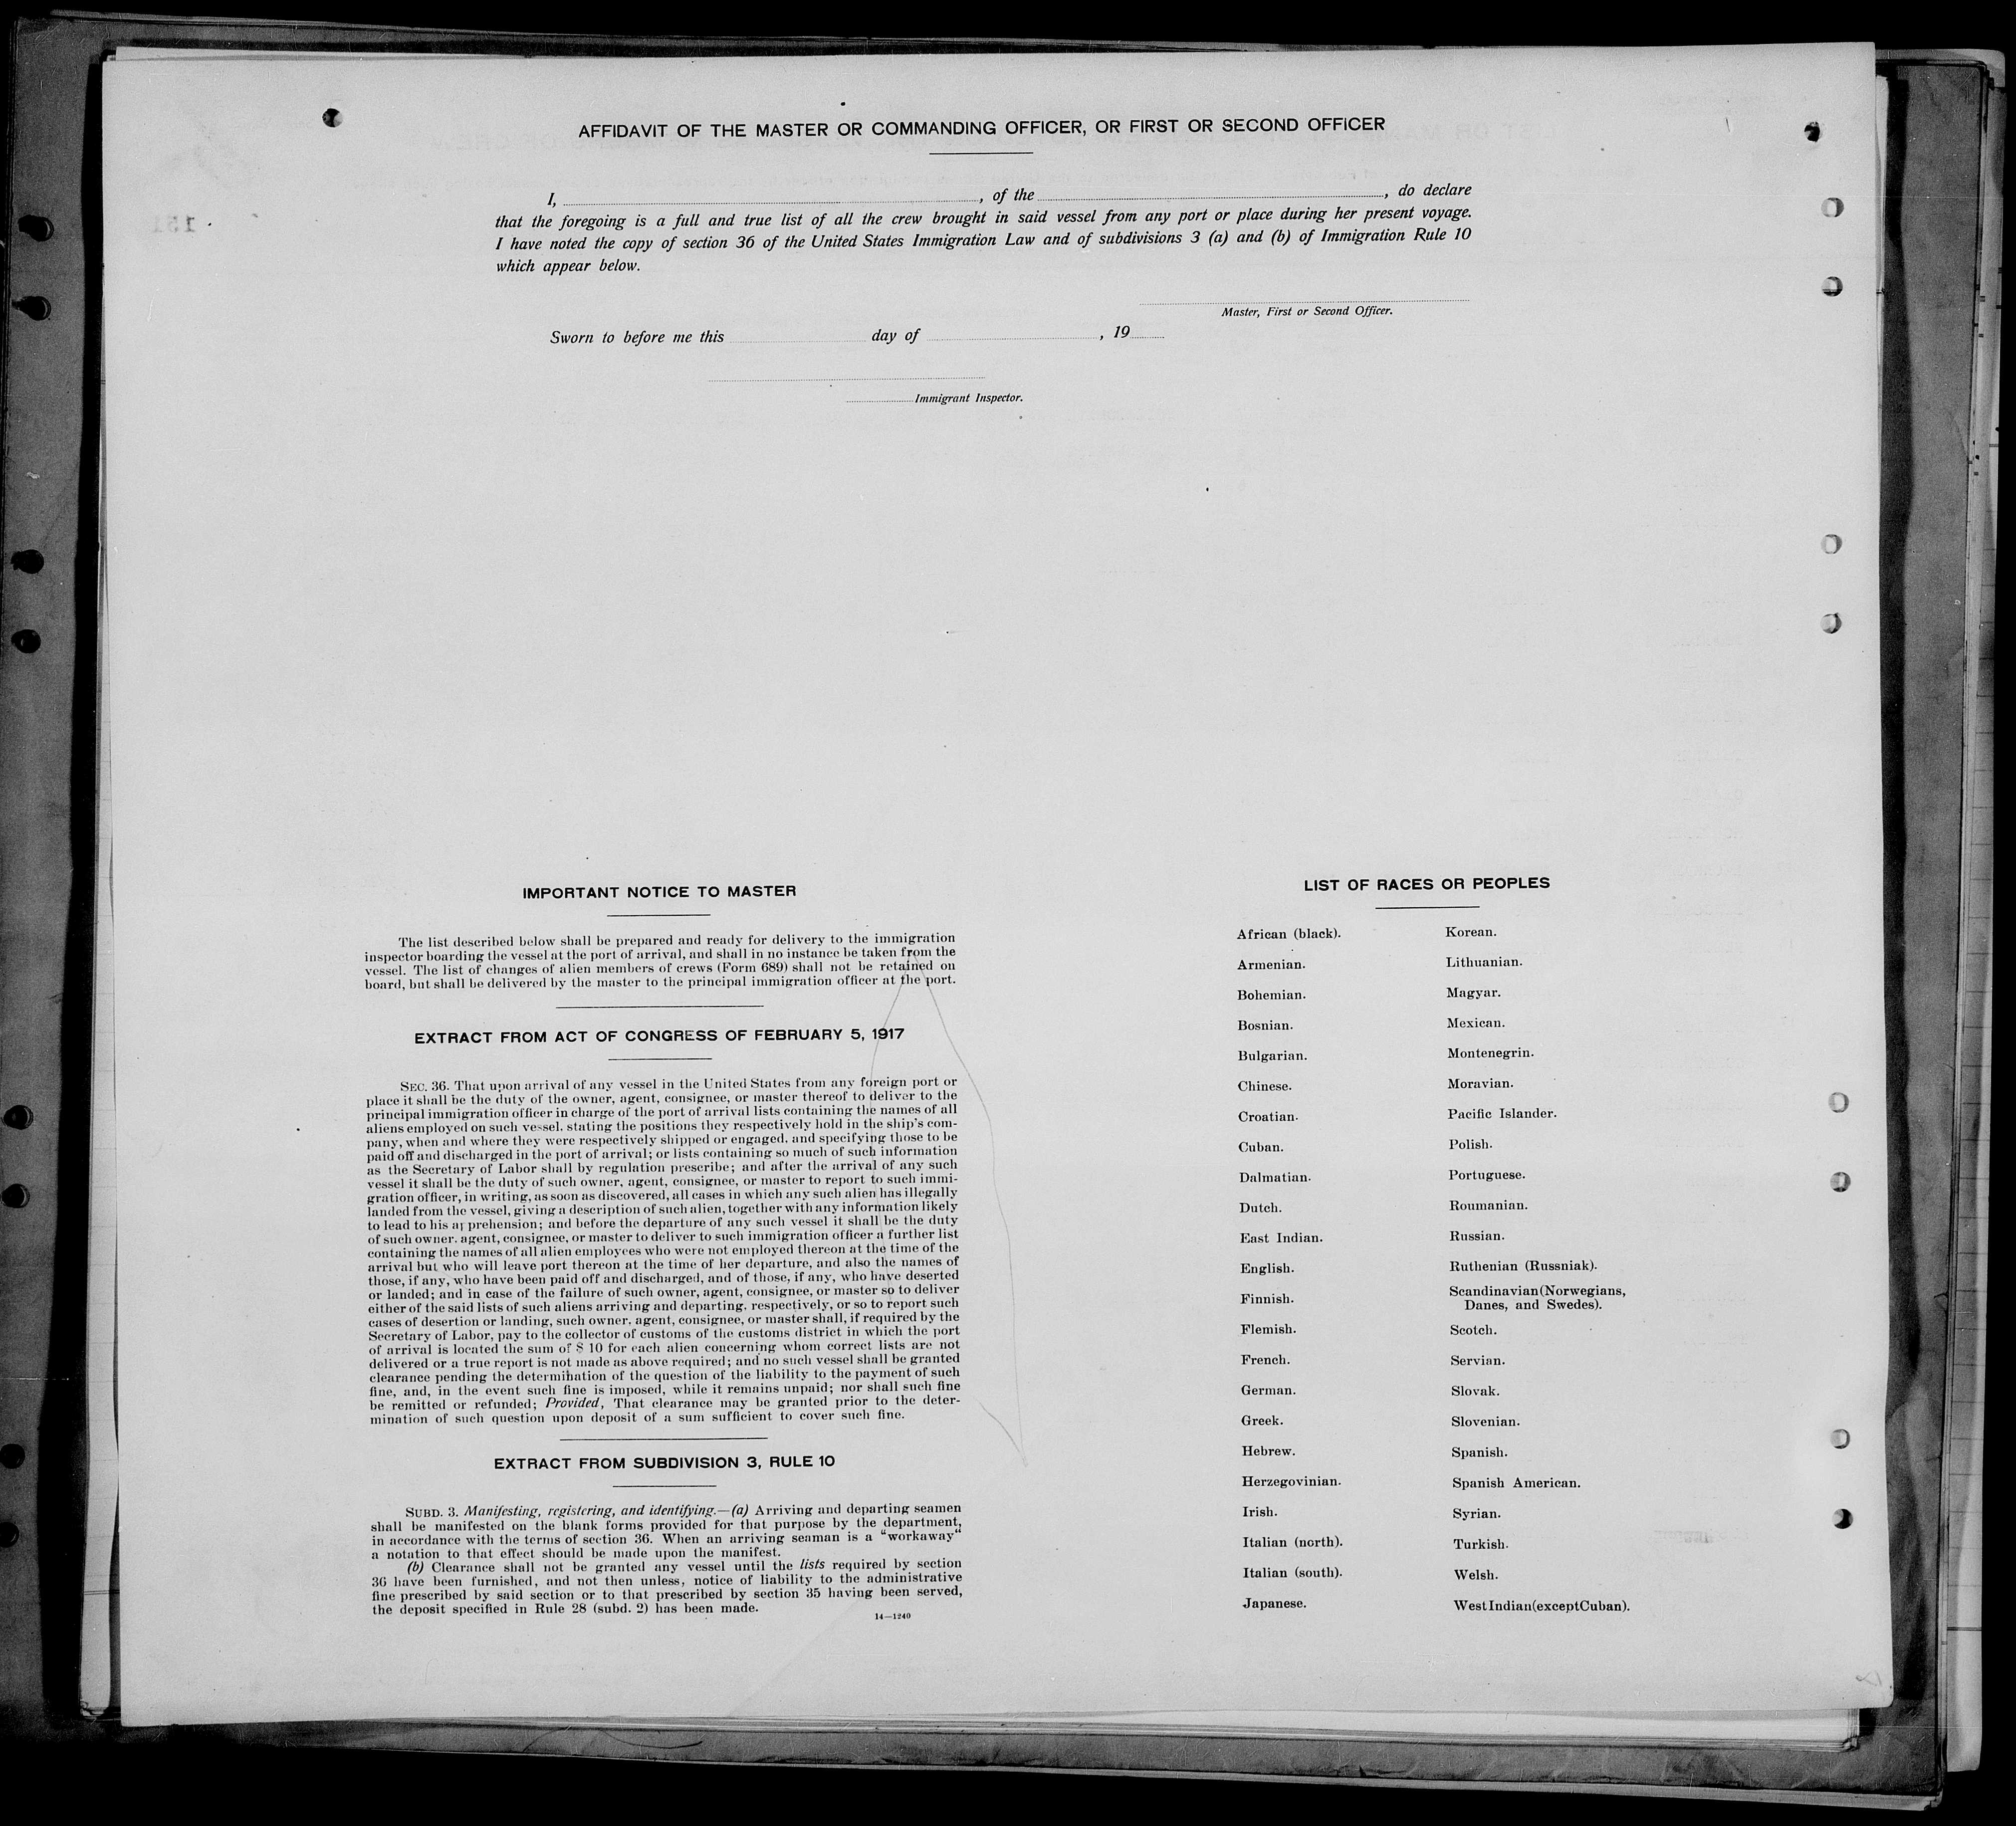 AFFIDAVIT OF THE MASTER OR COMMANDING OFFICER, OR FIRST OR SECOND OFFICER
I, , of the , do declare
that the foregoing is a full and true list of all the crew brought in said vessel from any port or place during her present voyage.
I have noted the copy of section 36 of the United States Immigration Law and of subdivisions 3 (a) and (b) of Immigration Rule 10
which appear below.
Master, First or Second Officer.
Sworn to before me this day of , 19
Immigrant Inspector.
151
IMPORTANT NOTICE TO MASTER
The list described below shall be prepared and ready for delivery to the immigration
inspector boarding the vessel at the port of arrival, and shall in no instance be taken from the
vessel. The list of changes of alien members of crews (Form 689) shall not be retained on
board, but shall be delivered by the master to the principal immigration officer at the port.
EXTRACT FROM ACT OF CONGRESS OF FEBRUARY 5, 1917
SEC. 36. That upon arrival of any vessel in the United States from any foreign port or
place it shall be the duty of the owner, agent, consignee, or master thereof to deliver to the
principal immigration officer in charge of the port of arrival lists containing the names of all
aliens employed on such vessel, stating the positions they respectively hold in the ship's com-
pany, when and where they were respectively shipped or engaged, and specifying those to be
paid off and discharged in the port of arrival; or lists containing so much of such information
as the Secretary of Labor shall by regulation prescribe; and after the arrival of any such
vessel it shall be the duty of such owner, agent, consignee, or master to report to such immi-
gration officer, in writing, as soon as discovered, all cases in which any such alien has illegally
landed from the vessel, giving a description of such alien, together with any information likely
to lead to his apprehension; and before the departure of any such vessel it shall be the duty
of such owner, agent, consignee, or master to deliver to such immigration officer a further list
containing the names of all alien employees who were not employed thereon at the time of the
arrival but who will leave port thereon at the time of her departure, and also the names of
those, if any, who have been paid off and discharged, and of those, if any, who have deserted
or landed; and in case of the failure of such owner, agent, consignee, or master so to deliver
either of the said lists of such aliens arriving and departing, respectively, or so to report such
cases of desertion or landing, such owner, agent, consignee, or master shall, if required by the
Secretary of Labor, pay to the collector of customs of the customs district in which the port
of arrival is located the sum of $ 10 for each alien concerning whom correct lists are not
delivered or a true report is not made as above required; and no such vessel shall be granted
clearance pending the determination of the question of the liability to the payment of such
fine, and, in the event such fine is imposed, while it remains unpaid; nor shall such fine
be remitted or refunded; Provided, That clearance may be granted prior to the deter-
mination of such question upon deposit of a sum sufficient to cover such fine.
EXTRACT FROM SUBDIVISION 3, RULE 10
SUBD. 3. Manifesting, registering, and identifying.—(a) Arriving and departing seamen
shall be manifested on the blank forms provided for that purpose by the department,
in accordance with the terms of section 36. When an arriving seaman is a "workaway"
a notation to that effect should be made upon the manifest.
(b) Clearance shall not be granted any vessel until the lists required by section
36 have been furnished, and not then unless, notice of liability to the administrative
fine prescribed by said section or to that prescribed by section 35 having been served,
the deposit specified in Rule 28 (subd. 2) has been made.
14—1240
LIST OF RACES OR PEOPLES
African (black).
Armenian.
Bohemian.
Bosnian.
Bulgarian.
Chinese.
Croatian.
Cuban.
Dalmatian.
Dutch.
East Indian.
English.
Finnish.
Flemish.
French.
German.
Greek.
Hebrew.
Herzegovinian.
Irish.
Italian (north).
Italian (south).
Japanese.
Korean.
Lithuanian.
Magyar.
Mexican.
Montenegrin.
Moravian.
Pacific Islander.
Polish.
Portuguese.
Roumanian.
Russian.
Ruthenian (Russniak).
Scandinavian (Norwegians,
Danes, and Swedes).
Scotch.
Servian.
Slovak.
Slovenian.
Spanish.
Spanish American.
Syrian.
Turkish.
Welsh.
West Indian (except Cuban).